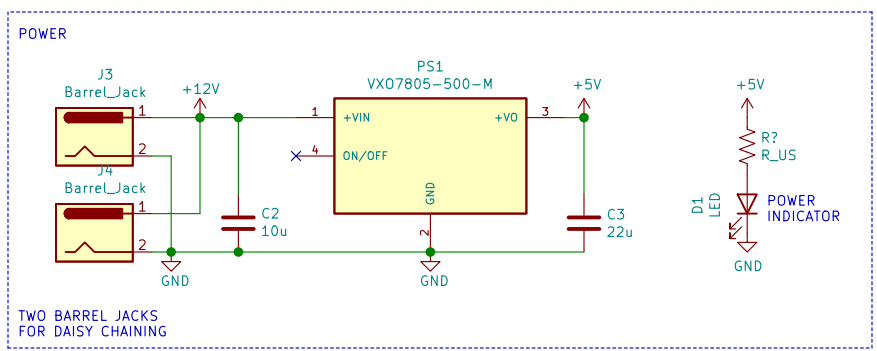 POWER
J3
Barrel_Jack
1
2
J4
Barrel_Jack
1
2
+12V
GND
C2
10u
PS1
VXO7805-500-M
1
+VIN
+VO
3
4
ON/OFF
GND
2
GND
+5V
C3
22u
+5V
R?
R_US
D1
LED
POWER
INDICATOR
GND
TWO BARREL JACKS
FOR DAISY CHAINING